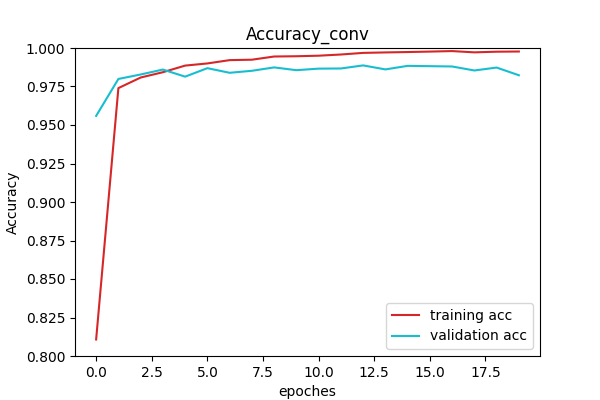 Accuracy_conv
1.000
0.975
0.950
0.925
0.900
0.875
0.850
0.825
0.800
Accuracy
0.0 2.5 5.0 7.5 10.0 12.5 15.0 17.5
epoches
training acc
validation acc